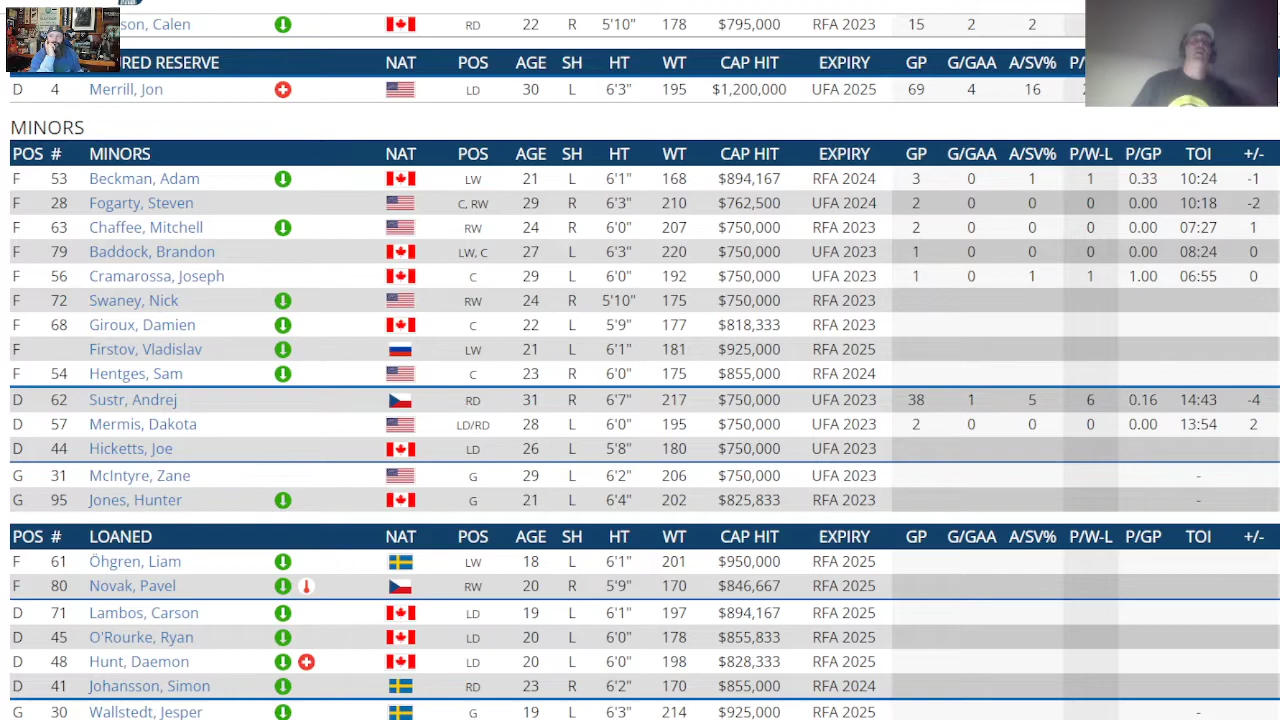 son, Calen RD 22 R 5'10" 178 $795,000 RFA 2023 15 2 2
RED RESERVE NAT POS AGE SH HT WT CAP HIT EXPIRY GP G/GAA A/SV% P/W
D 4 Merrill, Jon LD 30 L 6'3" 195 $1,200,000 UFA 2025 69 4 16
MINORS
POS # MINORS NAT POS AGE SH HT WT CAP HIT EXPIRY GP G/GAA A/SV% P/W-L P/GP TOI +/-
F 53 Beckman, Adam LW 21 L 6'1" 168 $894,167 RFA 2024 3 0 1 1 0.33 10:24 -1
F 28 Fogarty, Steven C, RW 29 R 6'3" 210 $762,500 UFA 2024 2 0 0 0 0.00 10:18 -2
F 63 Chaffee, Mitchell RW 24 R 6'0" 207 $750,000 RFA 2023 2 0 0 0 0.00 07:27 1
F 79 Baddock, Brandon LW, C 27 L 6'3" 220 $750,000 UFA 2023 1 0 0 0 0.00 08:24 0
F 56 Cramarossa, Joseph C 29 L 6'0" 192 $750,000 UFA 2023 1 0 1 1 1.00 06:55 0
F 72 Swaney, Nick RW 24 5'10" 175 $750,000 RFA 2023
F 68 Giroux, Damien C 22 L 5'9" 177 $818,333 RFA 2023
F Firstov, Vladislav LW 21 L 6'1" 181 $925,000 RFA 2025
F 54 Hentges, Sam C 23 6'0" 175 $855,000 RFA 2024
D 62 Sustr, Andrej RD 31 R 6'7" 217 $750,000 UFA 2023 38 1 5 6 0.16 14:43 -4
D 57 Mermis, Dakota LD/RD 28 L 6'0" 195 $750,000 UFA 2023 2 0 0 0 0.00 13:54 2
D 44 Hicketts, Joe LD 26 L 5'8" 180 $750,000 UFA 2023
G 31 McIntyre, Zane G 29 L 6'2" 206 $750,000 UFA 2023 -
G 95 Jones, Hunter G 21 L 6'4" 202 $825,833 RFA 2023 -
POS # LOANED NAT POS AGE SH HT WT CAP HIT EXPIRY GP G/GAA A/SV% P/W-L P/GP TOI +/-
F 61 Öhgren, Liam LW 18 L 6'1" 201 $950,000 RFA 2025
F 80 Novak, Pavel RW 20 R 5'9" 170 $846,667 RFA 2025
D 71 Lambos, Carson LD 19 L 6'1" 197 $894,167 RFA 2025
D 45 O'Rourke, Ryan LD 20 L 6'0" 178 $855,833 RFA 2025
D 48 Hunt, Daemon LD 20 L 6'0" 198 $828,333 RFA 2025
D 41 Johansson, Simon RD 23 R 6'2" 170 $855,000 RFA 2024
G 30 Wallstedt, Jesper G 19 L 6'3" 214 $925,000 RFA 2025 -